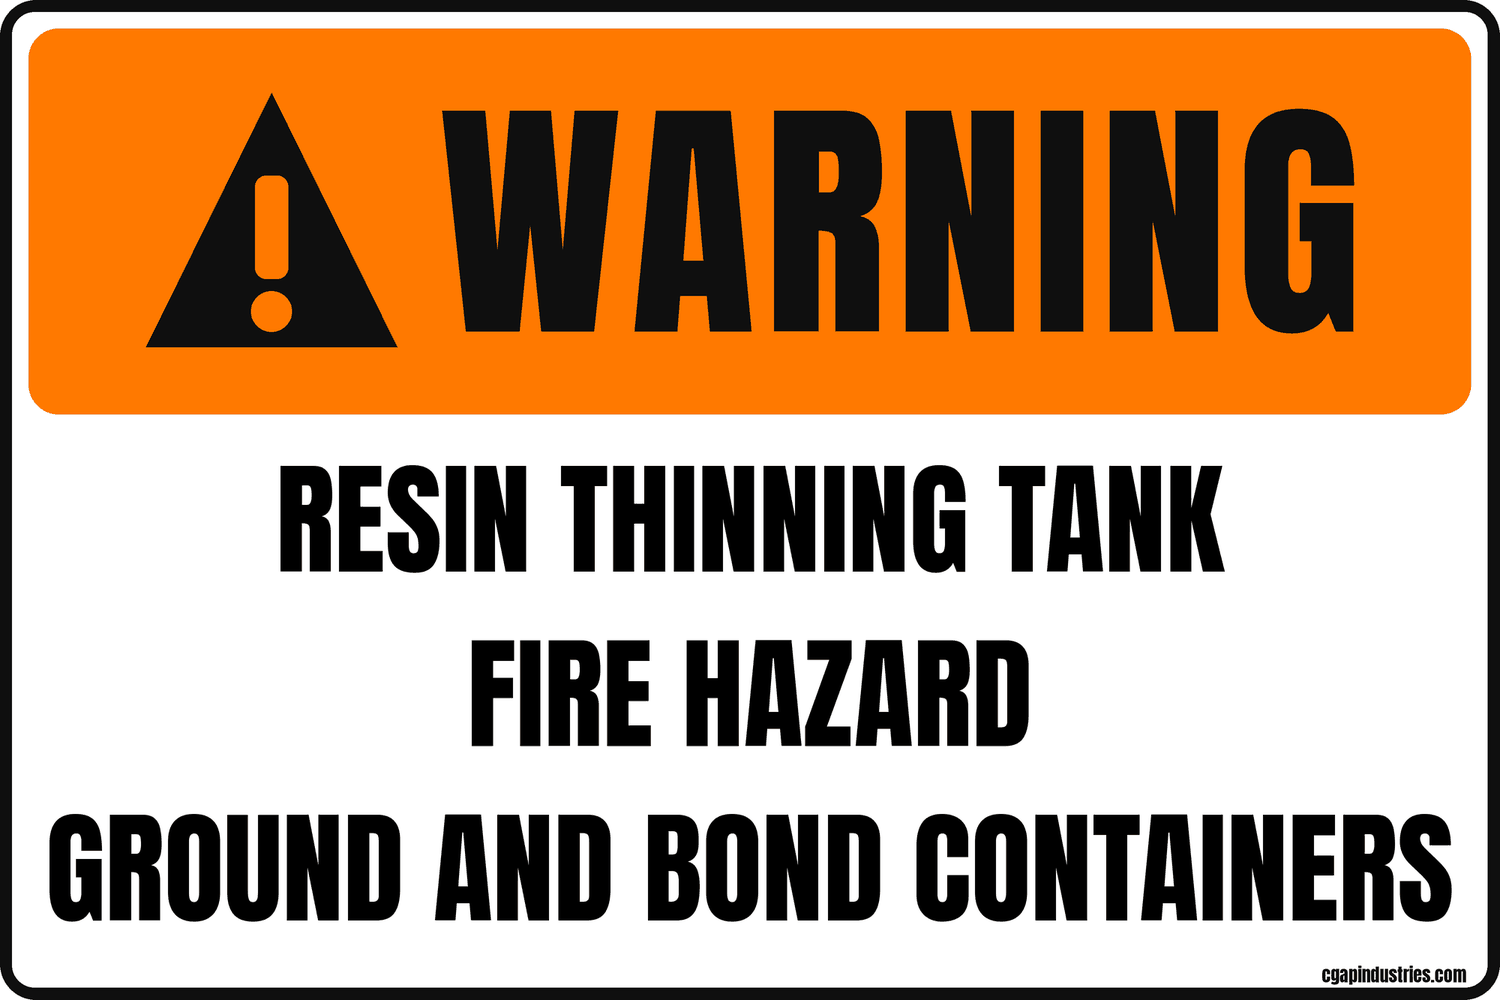 WARNING
RESIN THINNING TANK
FIRE HAZARD
GROUND AND BOND CONTAINERS
cgapindustries.com